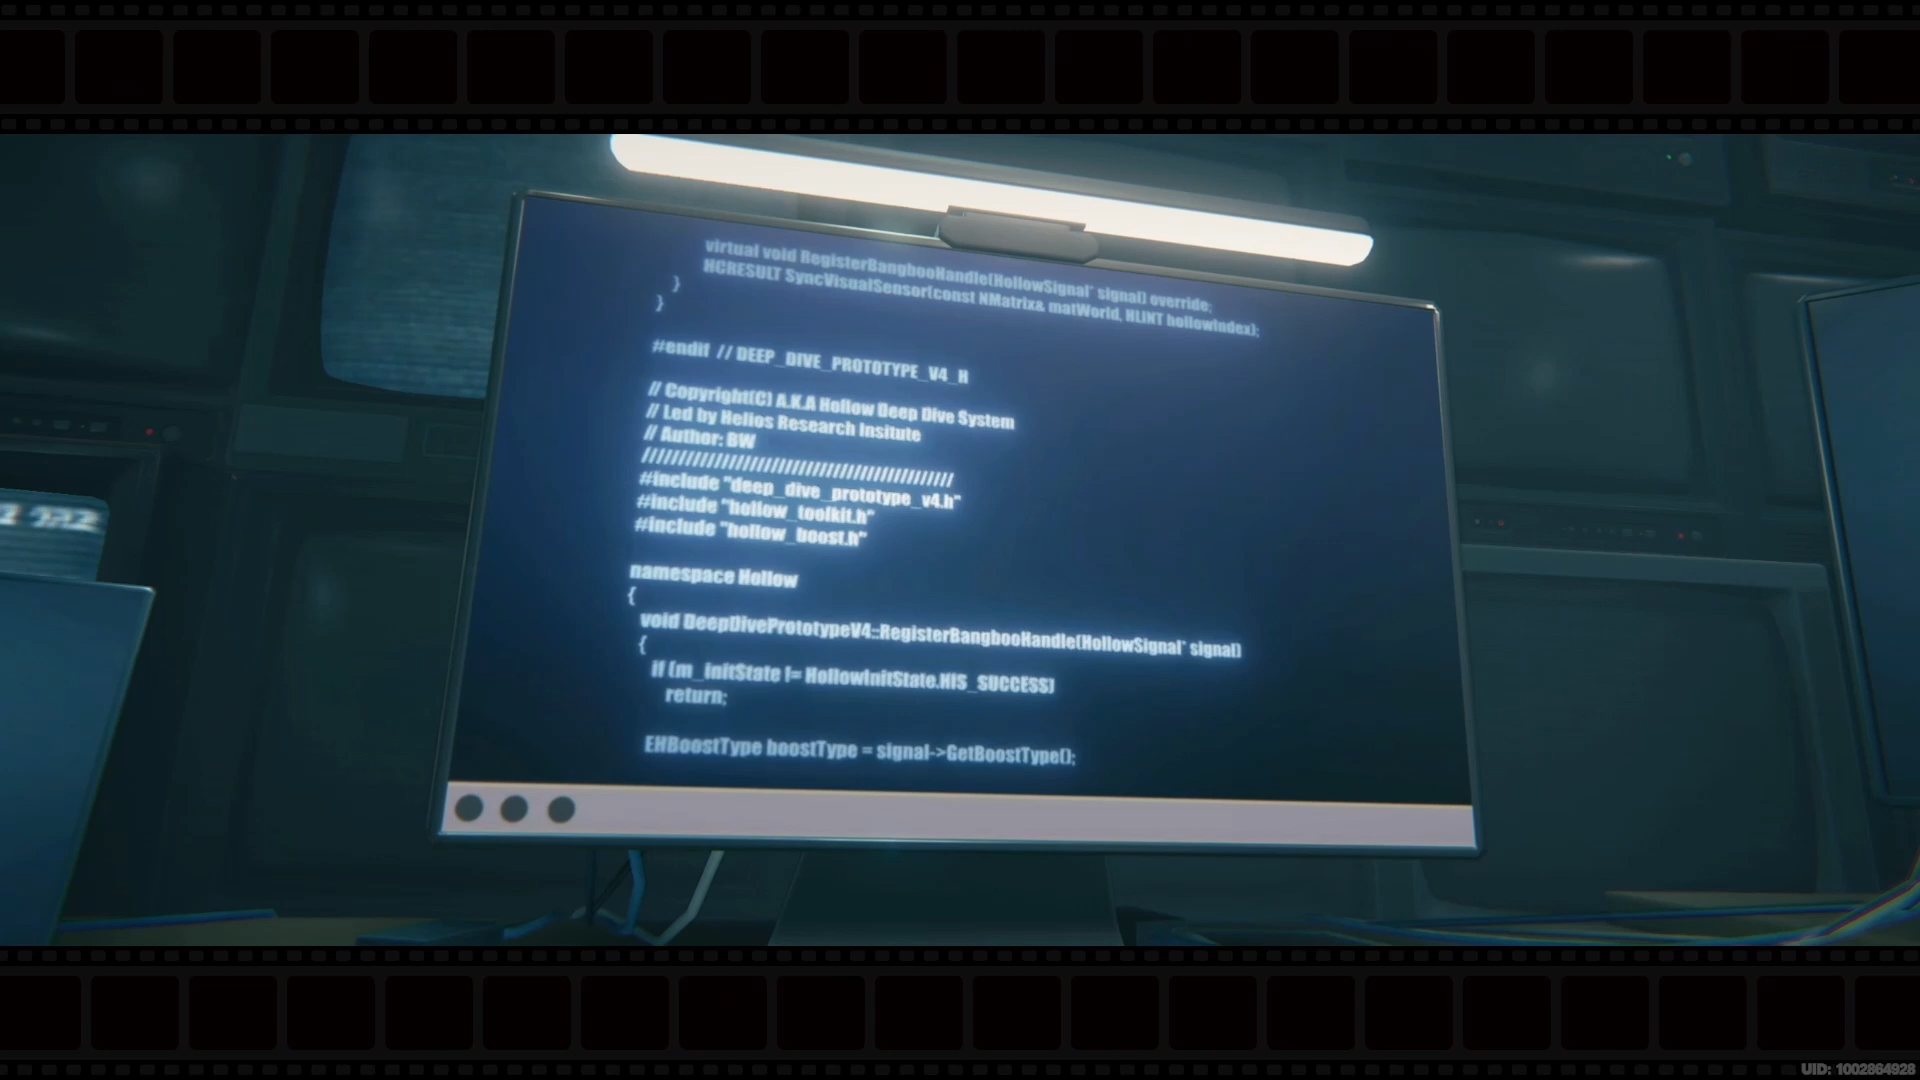 virtual void RegisterBangbooHandle(HollowSignal* signal) override;
HCRESULT SyncVisualSensor(const NMatrix& matWorld, HLINT hollowIndex);
}
}
#endif // DEEP_DIVE_PROTOTYPE_V4_H
// Copyright(C) A.K.A Hollow Deep Dive System
// Led by Helios Research Insitute
// Author: BW
////////////////////////////////////////////////
#include "deep_dive_prototype_v4.h"
#include "hollow_toolkit.h"
#include "hollow_boost.h"
namespace Hollow
{
void DeepDivePrototypeV4::RegisterBangbooHandle(HollowSignal* signal)
{
if (m_initState != HollowInitState.HIS_SUCCESS)
return;
EHBoostType boostType = signal->GetBoostType();
UID: 1002864928